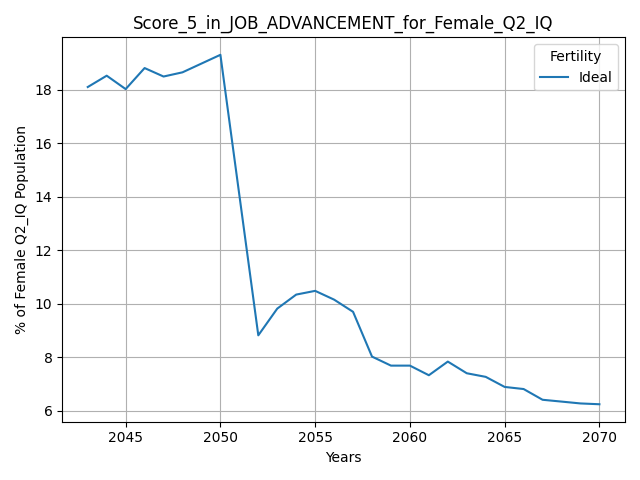 Score_5_in_JOB_ADVANCEMENT_for_Female_Q2_IQ
Fertility
Ideal
% of Female Q2_IQ Population
18
16
14
12
10
8
6
2045 2050 2055 2060 2065 2070
Years